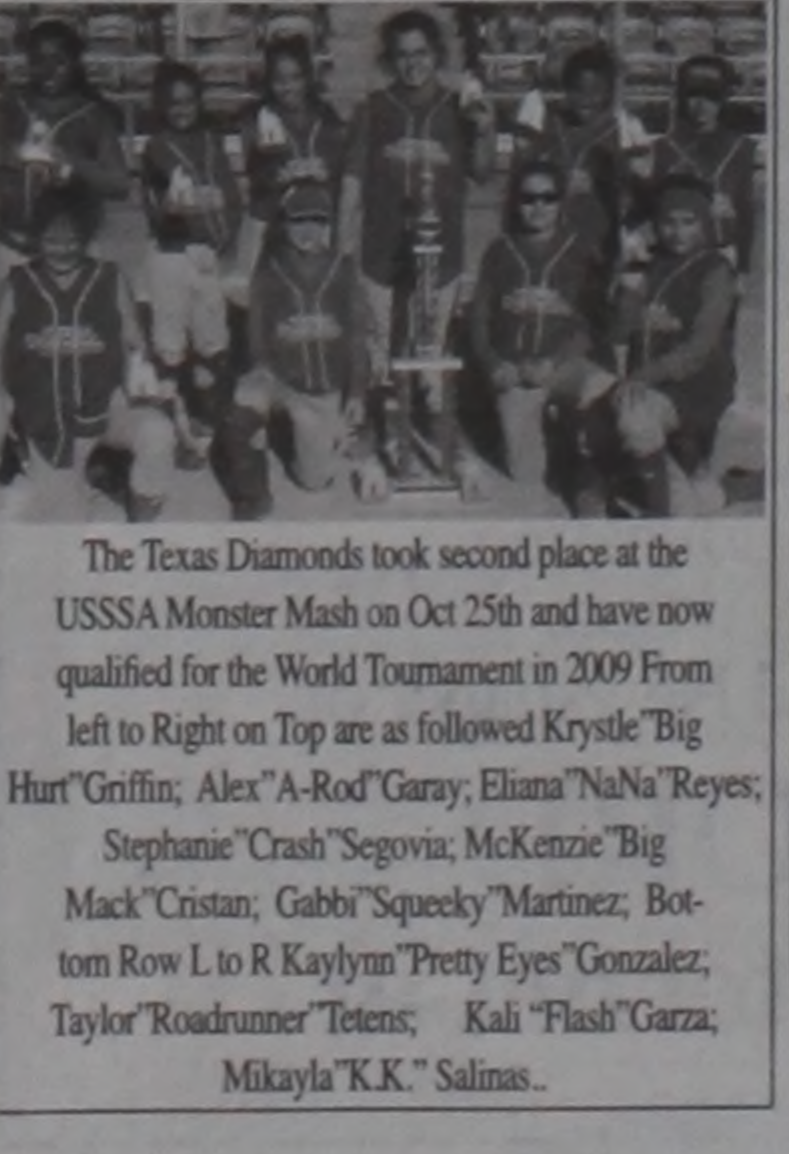 The Texas Diamonds took second place at the
USSSA Monster Mash on Oct 25th and have now
qualified for the World Tournament in 2009 From
left to Right on Top are as followed Krystle"Big
Hurt"Griffin; Alex"A-Rod"Garay; Eliana"NaNa"Reyes;
Stephanie"Crash"Segovia; McKenzie"Big
Mack"Cristan; Gabbi"Squeeky"Martinez; Bot-
tom Row L to R Kaylynn"Pretty Eyes"Gonzalez;
Taylor"Roadrunner"Tetens; Kali “Flash"Garza;
Mikayla"K.K." Salinas..